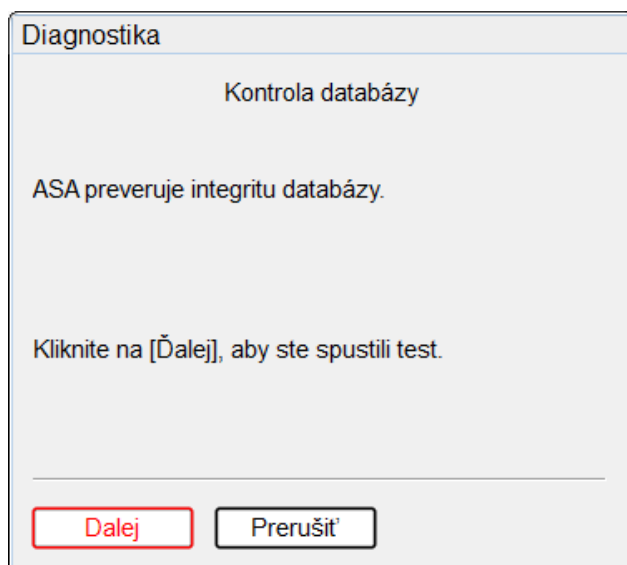 Diagnostika
Kontrola databázy
ASA preveruje integritu databázy.
Kliknite na [Ďalej], aby ste spustili test.
Dalej
Prerušiť